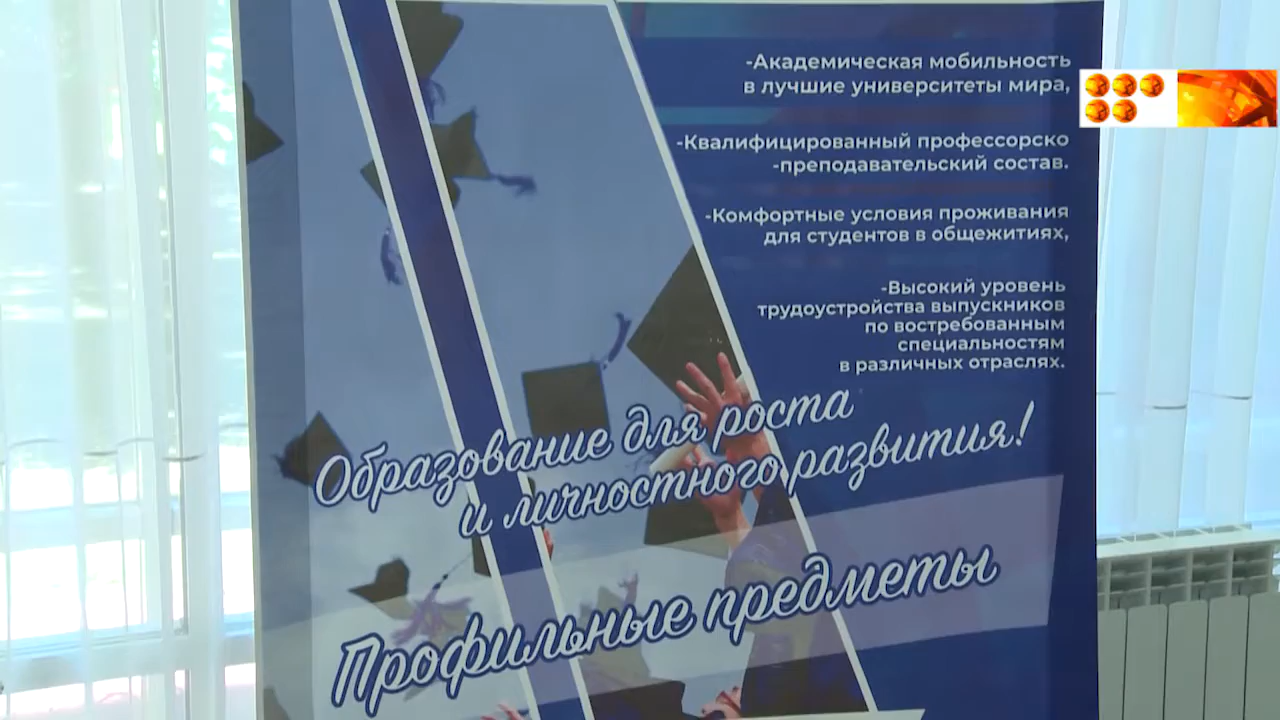 -Академическая мобильность
в лучшие университеты мира,
-Квалифицированный профессорско
-преподавательский состав.
-Комфортные условия проживания
для студентов в общежитиях,
-Высокий уровень
трудоустройства выпускников
по востребованным
специальностям
в различных отраслях.
Образование для роста
и личностного развития!
Профильные предметы